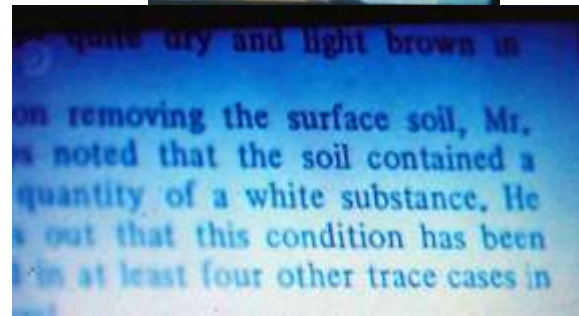 quite dry and light brown in
on removing the surface soil, Mr.
noted that the soil contained a
quantity of a white substance. He
out that this condition has been
in at least four other trace cases in